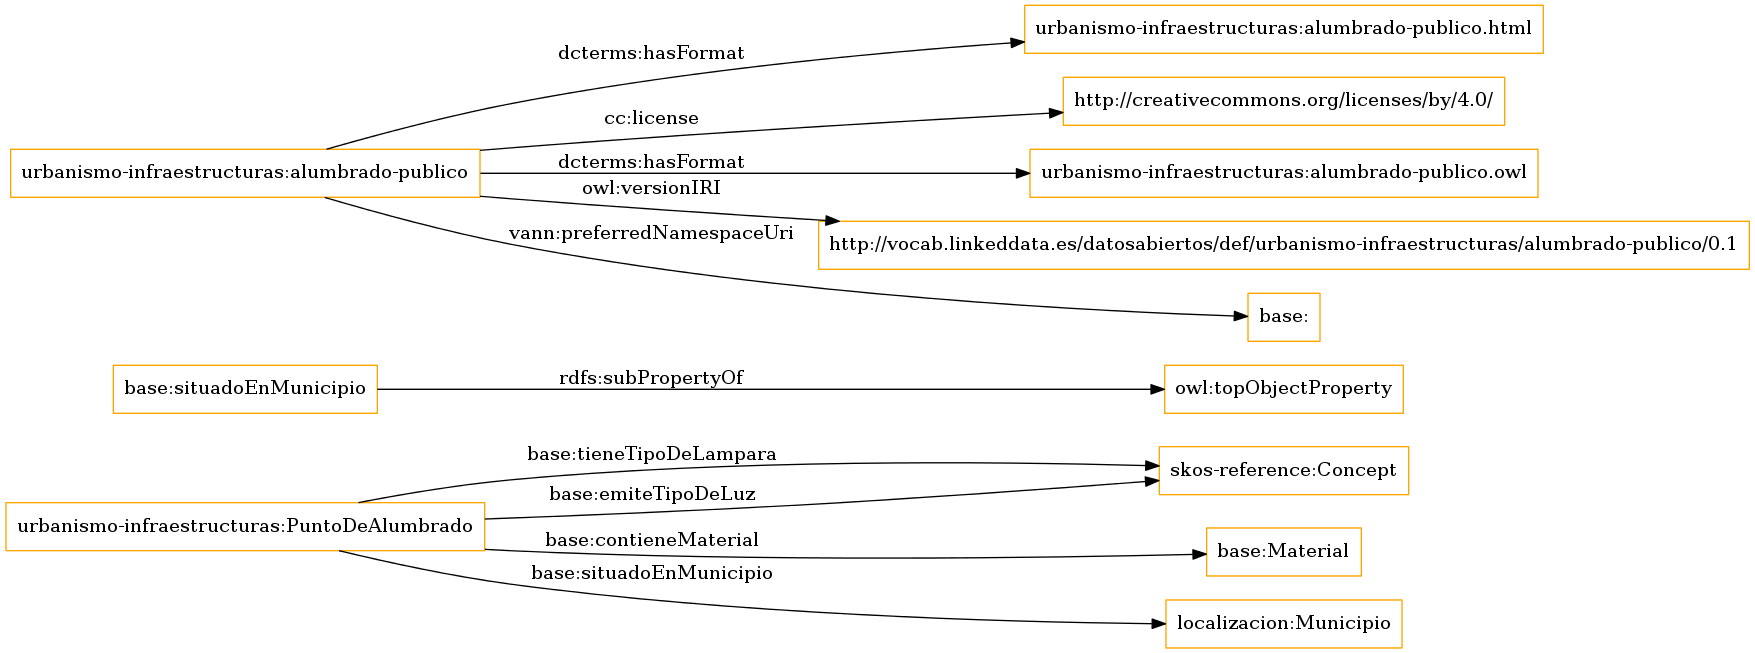 urbanismo-infraestructuras:alumbrado-publico.html
dcterms:hasFormat
http://creativecommons.org/licenses/by/4.0/
cc:license
urbanismo-infraestructuras:alumbrado-publico
dcterms:hasFormat
urbanismo-infraestructuras:alumbrado-publico.owl
owl:versionIRI
vann:preferredNamespaceUri
http://vocab.linkeddata.es/datosabiertos/def/urbanismo-infraestructuras/alumbrado-publico/0.1
base:
base:situadoEnMunicipio
rdfs:subPropertyOf
owl:topObjectProperty
base:tieneTipoDeLampara
skos-reference:Concept
base:emiteTipoDeLuz
urbanismo-infraestructuras:PuntoDeAlumbrado
base:contieneMaterial
base:Material
base:situadoEnMunicipio
localizacion:Municipio